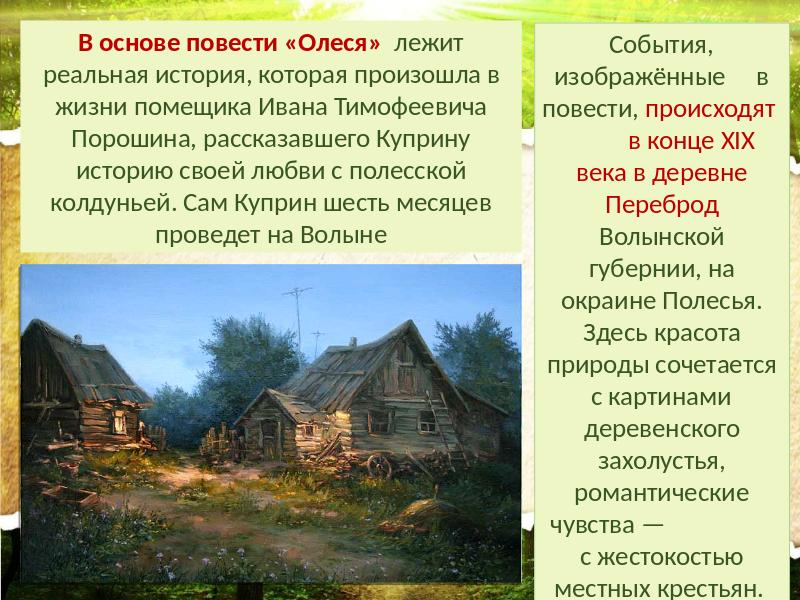 В основе повести «Олеся» лежит
реальная история, которая произошла в
жизни помещика Ивана Тимофеевича
Порошина, рассказавшего Куприну
историю своей любви с полесской
колдуньей. Сам Куприн шесть месяцев
проведет на Волыне
События,
изображённые в
повести, происходят
в конце XIX
века в деревне
Переброд
Волынской
губернии, на
окраине Полесья.
Здесь красота
природы сочетается
с картинами
деревенского
захолустья,
романтические
чувства —
с жестокостью
местных крестьян.